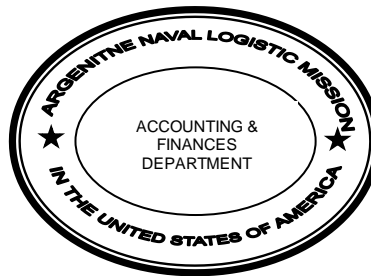 ARGENITNE NAVAL LOGISTIC MISSION
ACCOUNTING &
FINANCES
DEPARTMENT
IN THE UNITED STATES OF AMERICA